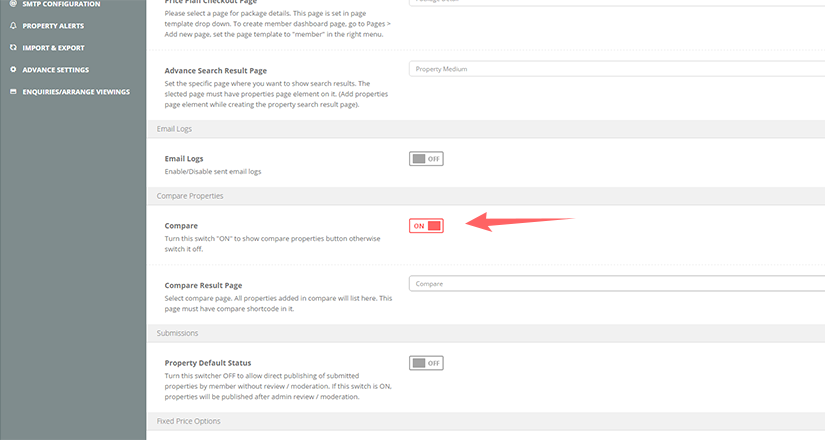 SMTP CONFIGURATION
PROPERTY ALERTS
IMPORT & EXPORT
ADVANCE SETTINGS
ENQUIRIES/ARRANGE VIEWINGS
Price Plan Checkout Page
Please select a page for package details. This page is set in page
template drop down. To create member dashboard page, go to Pages >
Add new page, set the page template to "member" in the right menu.
Advance Search Result Page
Property Medium
Set the specific page where you want to show search results. The
slected page must have properties page element on it. (Add properties
page element while creating the property search result page).
Email Logs
Email Logs
OFF
Enable/Disable sent email logs
Compare Properties
Compare
ON
Turn this switch "ON" to show compare properties button otherwise
switch it off.
Compare Result Page
Compare
Select compare page. All properties added in compare will list here. This
page must have compare shortcode in it.
Submissions
Property Default Status
OFF
Turn this switcher OFF to allow direct publishing of submitted
properties by member without review / moderation. If this switch is ON,
properties will be published after admin review / moderation.
Fixed Price Options